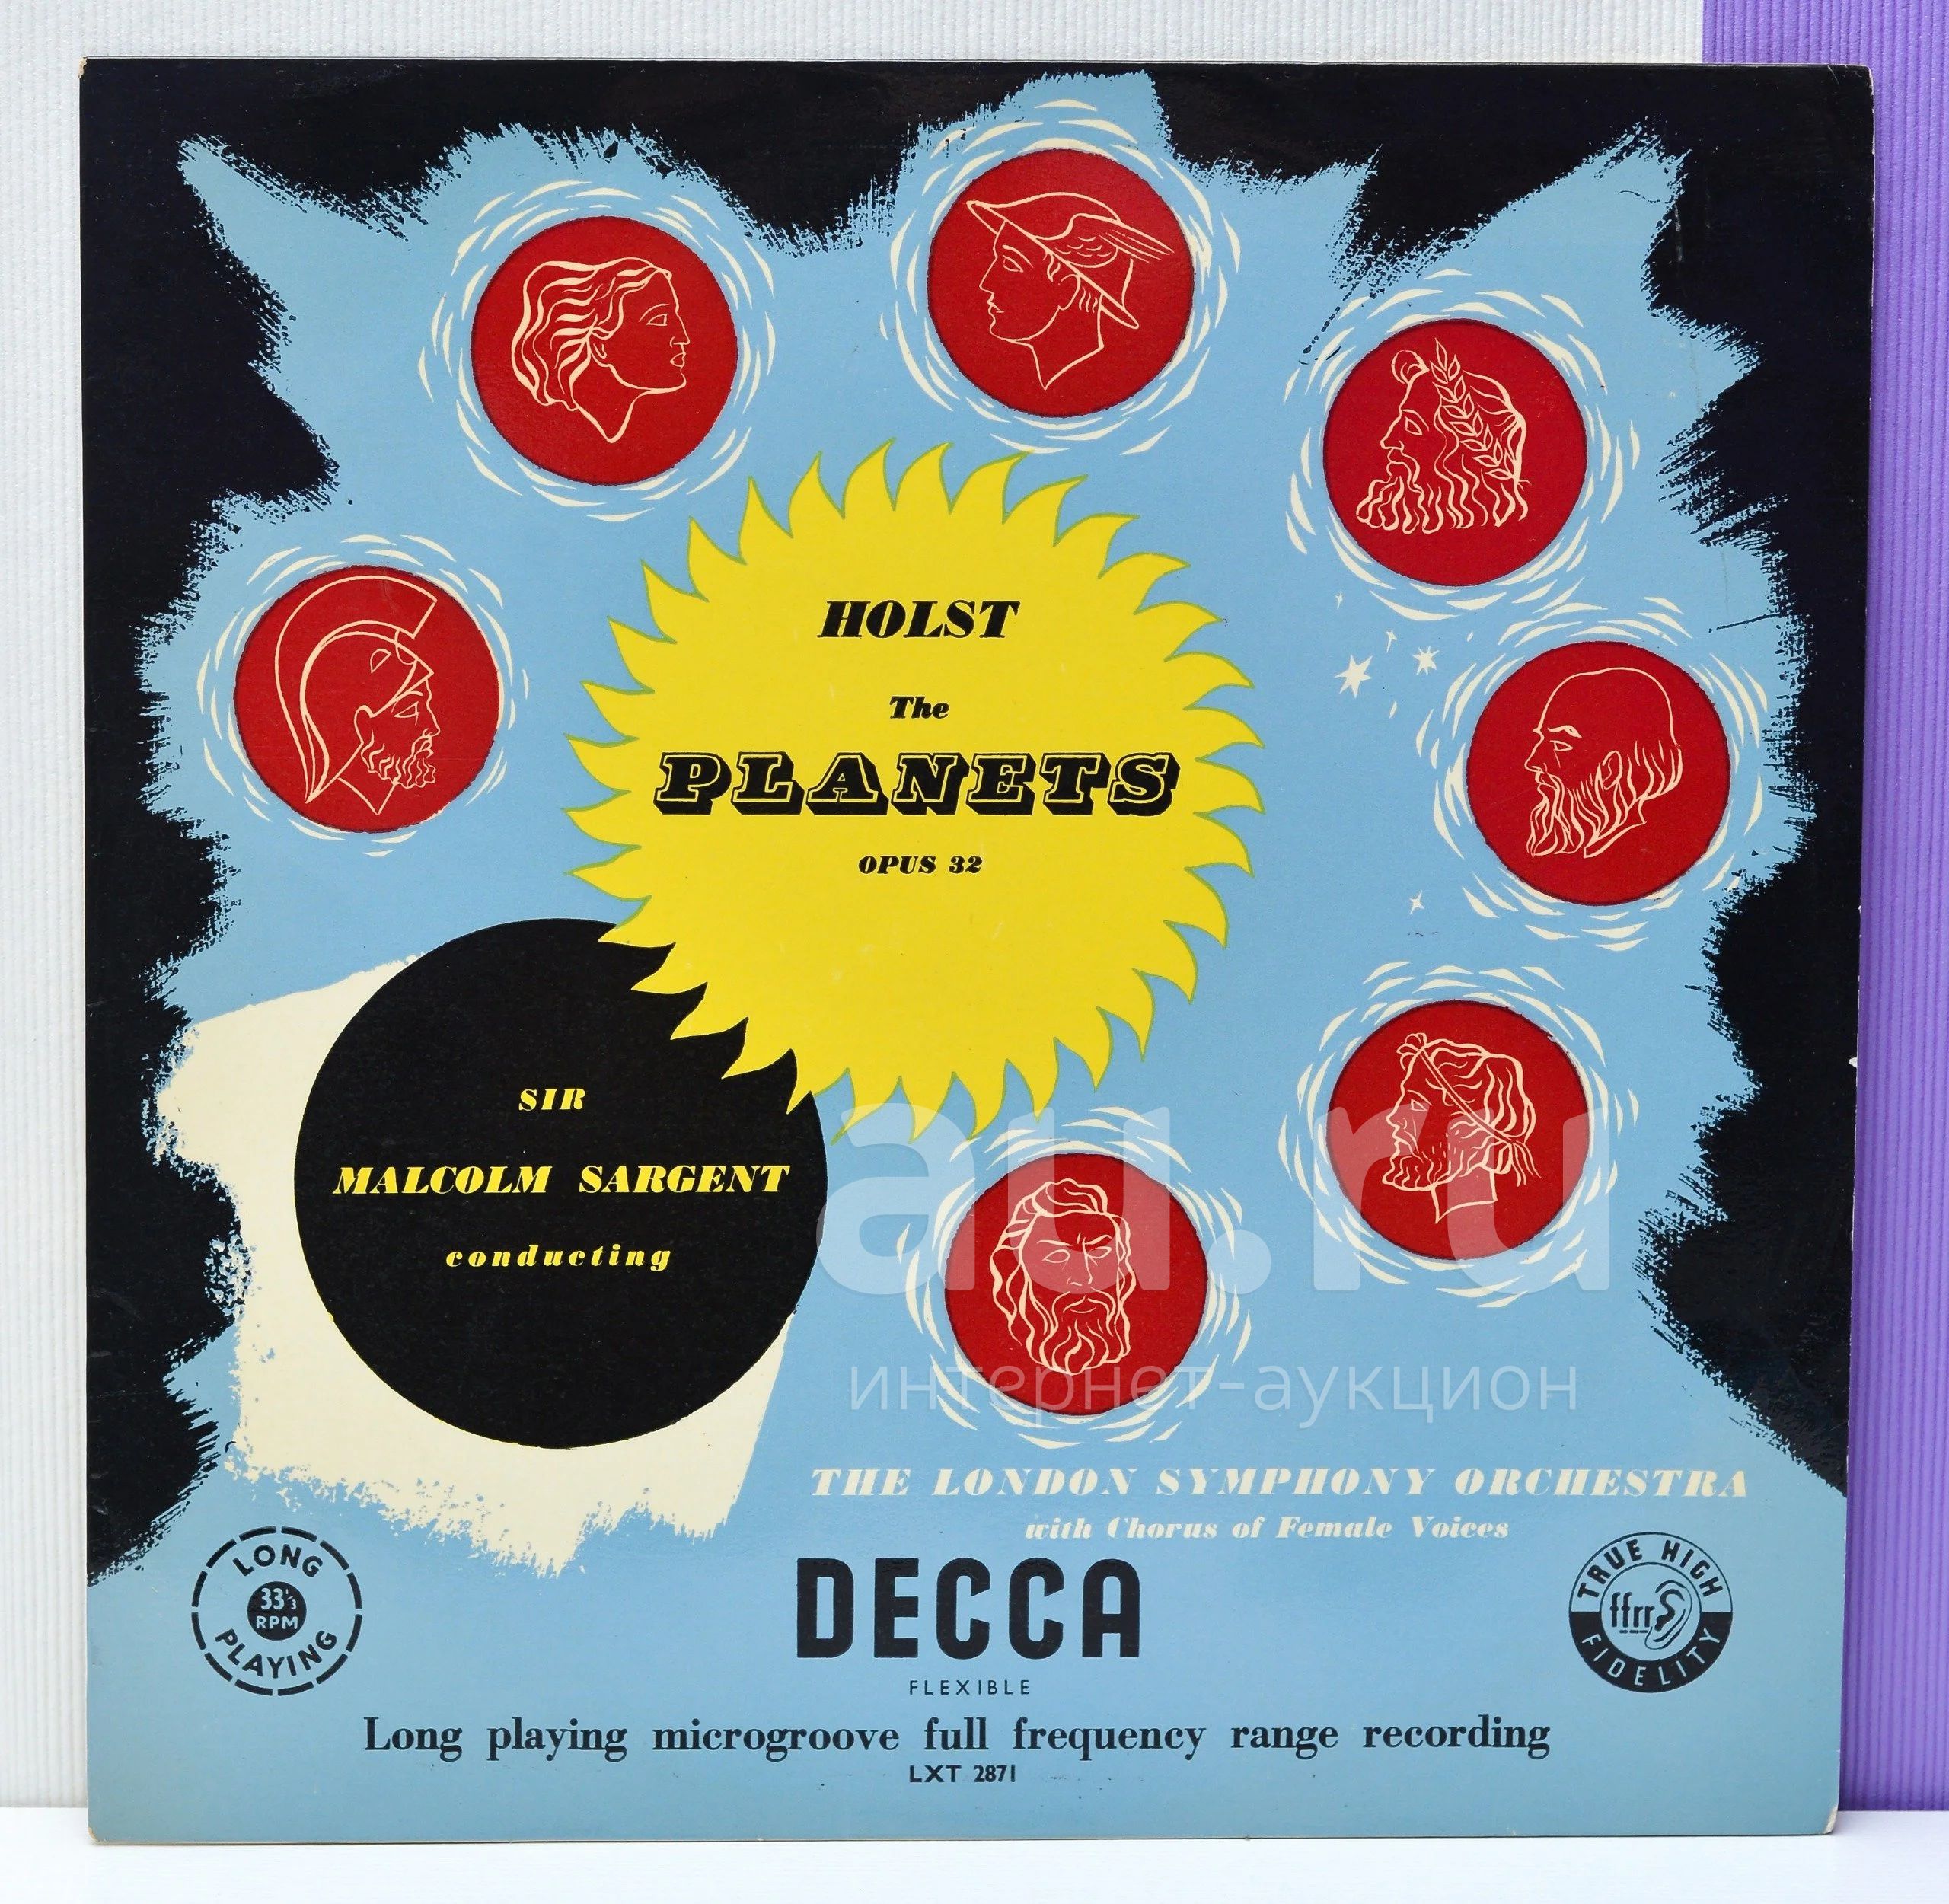 HOLST
The
PLANETS
OPUS 32
SIR
MALCOLM SARGENT
conducting
au.ru
интернет-аукцион
THE LONDON SYMPHONY ORCHESTRA
with Chorus of Female Voices
LONG
33 1/3
RPM
PLAYING
DECCA
FLEXIBLE
TRUE HIGH
ffrr
FIDELITY
Long playing microgroove full frequency range recording
LXT 2871